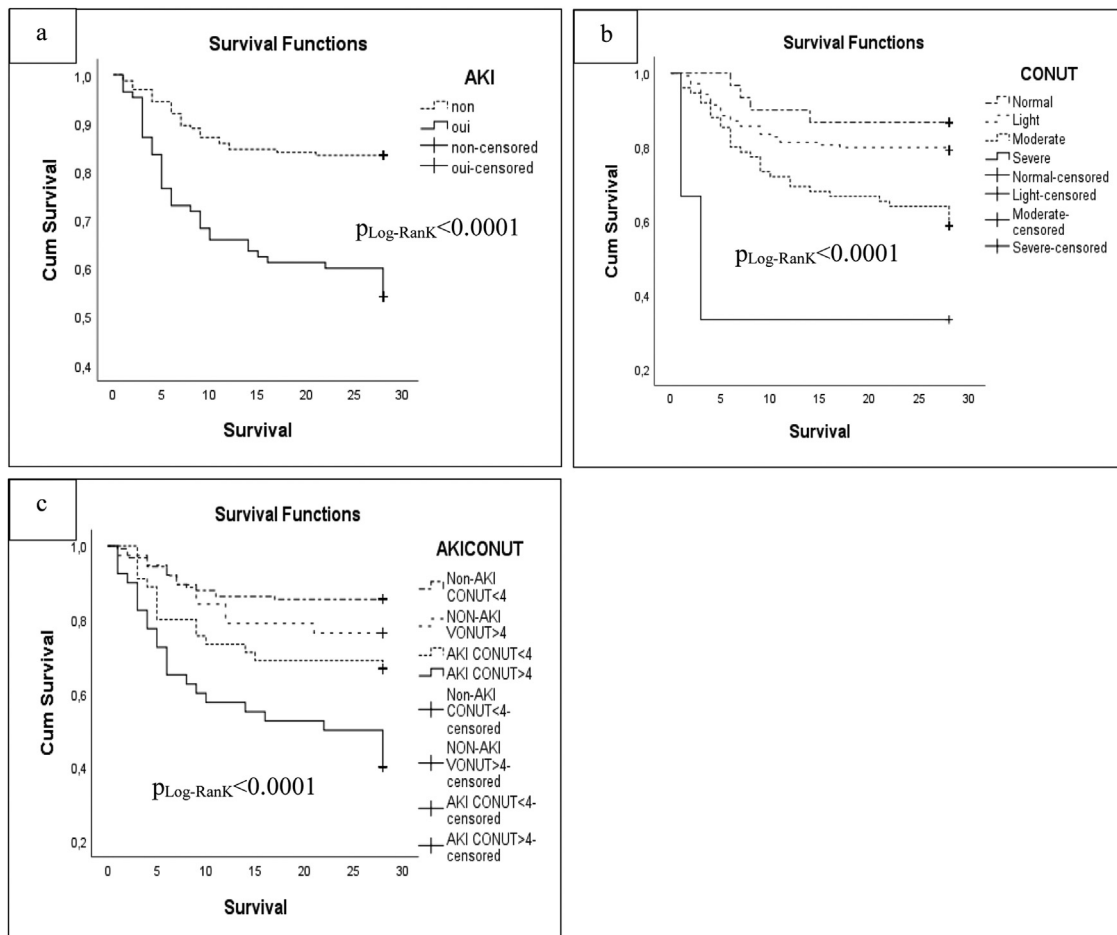 a
Survival Functions
1,0
0,9
0,8
0,7
0,6
0,5
0,4
Cum Survival
0 5 10 15 20 25 30
Survival
pLog-RanK<0.0001
AKI
non
oui
non-censored
oui-censored
b
Survival Functions
1,0
0,8
0,6
0,4
0,2
Cum Survival
0 5 10 15 20 25 30
Survival
pLog-RanK<0.0001
CONUT
Normal
Light
Moderate
Severe
Normal-censored
Light-censored
Moderate-
censored
Severe-censored
c
Survival Functions
1,0
0,8
0,6
0,4
0,2
Cum Survival
0 5 10 15 20 25 30
Survival
pLog-RanK<0.0001
AKICONUT
Non-AKI
CONUT<4
NON-AKI
VONUT>4
AKI CONUT<4
AKI CONUT>4
Non-AKI
CONUT<4-
censored
NON-AKI
VONUT>4-
censored
AKI CONUT<4-
censored
AKI CONUT>4-
censored